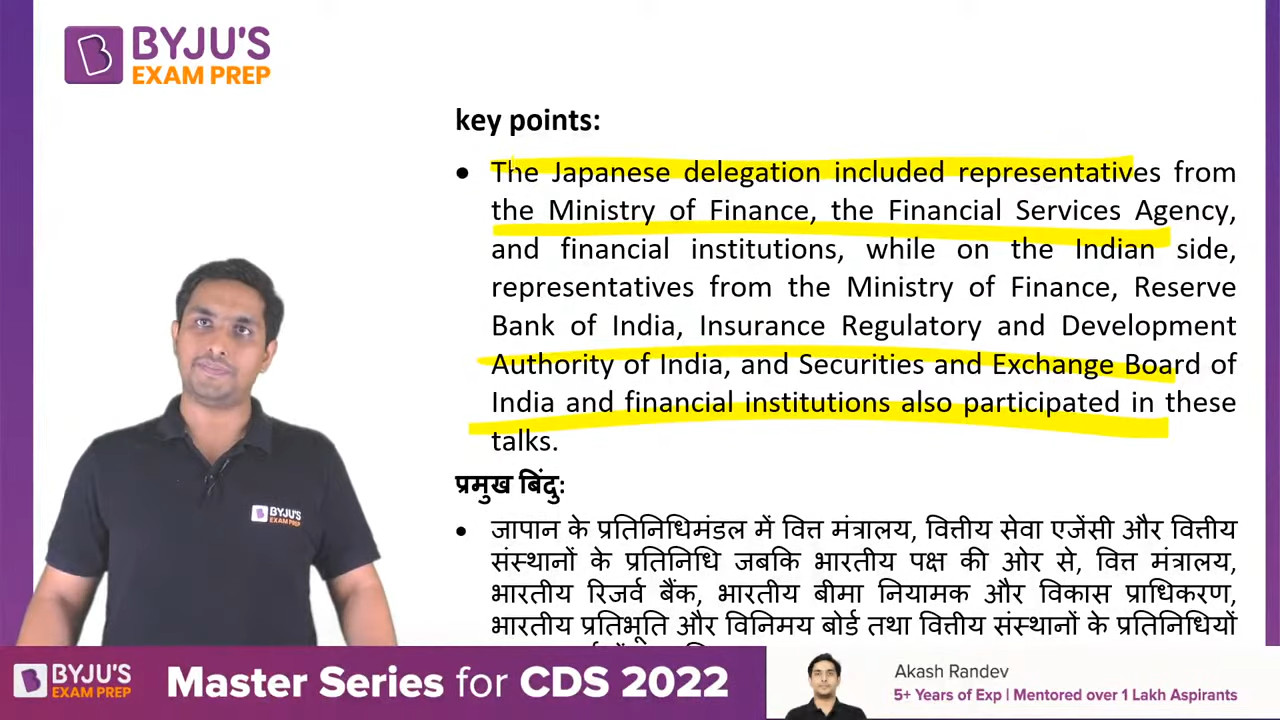 BYJU'S
EXAM PREP
key points:
• The Japanese delegation included representatives from
the Ministry of Finance, the Financial Services Agency,
and financial institutions, while on the Indian side,
representatives from the Ministry of Finance, Reserve
Bank of India, Insurance Regulatory and Development
Authority of India, and Securities and Exchange Board of
India and financial institutions also participated in these
talks.
प्रमुख बिंदु:
• जापान के प्रतिनिधिमंडल में वित्त मंत्रालय, वित्तीय सेवा एजेंसी और वित्तीय
संस्थानों के प्रतिनिधि जबकि भारतीय पक्ष की ओर से, वित्त मंत्रालय,
भारतीय रिजर्व बैंक, भारतीय बीमा नियामक और विकास प्राधिकरण,
भारतीय प्रतिभूति और विनिमय बोर्ड तथा वित्तीय संस्थानों के प्रतिनिधियों
BYJU'S
EXAM PREP
BYJU'S
EXAM PREP
Master Series for CDS 2022
Akash Randev
5+ Years of Exp | Mentored over 1 Lakh Aspirants